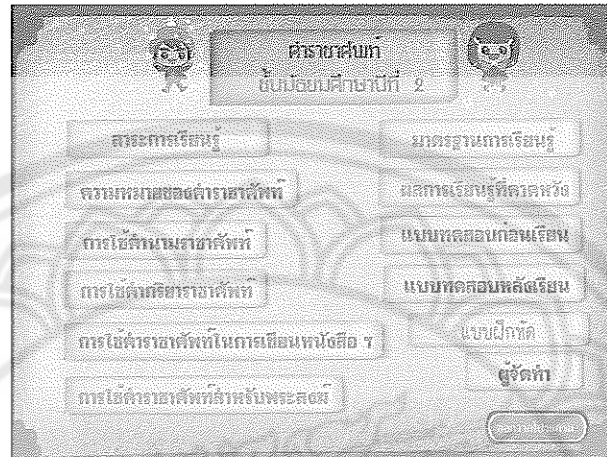 คำราชาศัพท์
ชั้นมัธยมศึกษาปีที่ 2
สาระการเรียนรู้
ความหมายของคำราชาศัพท์
การใช้คำนามราชาศัพท์
การใช้คำกริยาราชาศัพท์
การใช้คำราชาศัพท์ในการเขียนหนังสือ ฯ
การใช้คำราชาศัพท์สำหรับพระสงฆ์
มาตรฐานการเรียนรู้
ผลการเรียนรู้ที่คาดหวัง
แบบทดสอบก่อนเรียน
แบบทดสอบหลังเรียน
แบบฝึกหัด
ผู้จัดทำ